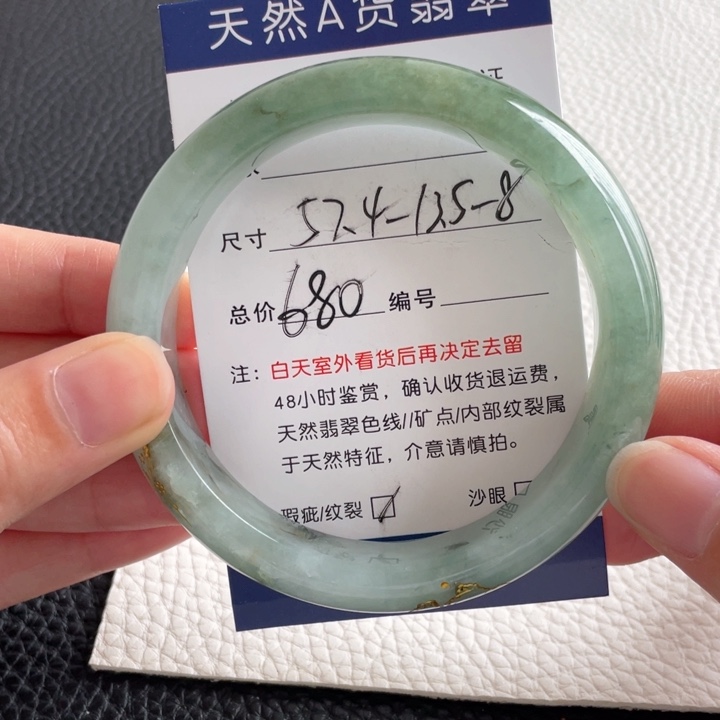 天然A货翡翠
证
尺寸 57.4-13.5-8
总价 680 编号
注：白天室外看货后再决定去留
48小时鉴赏，确认收货退运费，
天然翡翠色线//矿点/内部纹裂属
于天然特征，介意请慎拍。
瑕疵/纹裂 ☑ 沙眼 □